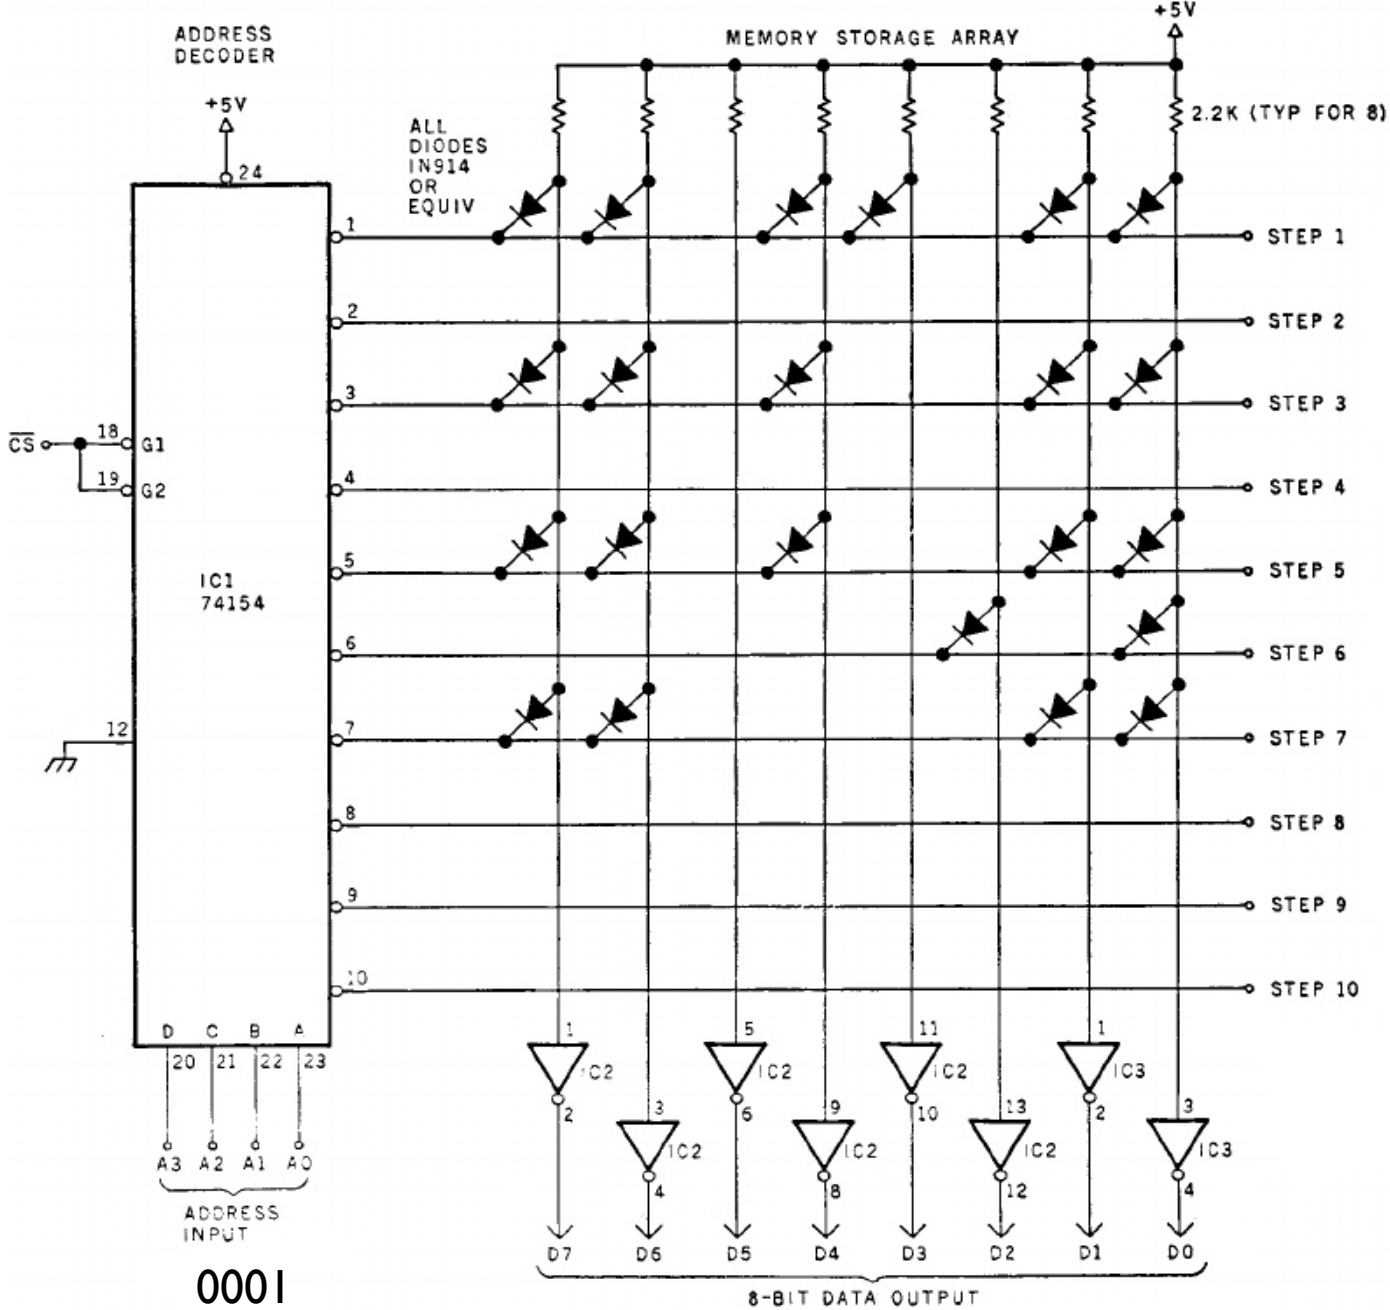 ADDRESS
DECODER
+5V
24
ALL
DIODES
IN914
OR
EQUIV
MEMORY STORAGE ARRAY
+5V
2.2K (TYP FOR 8)
1
STEP 1
2
STEP 2
3
STEP 3
CS
18
G1
19
G2
4
STEP 4
5
STEP 5
IC1
74154
6
STEP 6
12
7
STEP 7
8
STEP 8
9
STEP 9
10
STEP 10
D C B A
20 21 22 23
A3 A2 A1 A0
ADDRESS
INPUT
0001
1 5 11 1
IC2 IC2 IC2 IC3
2 6 10 2
3 9 13 3
IC2 IC2 IC2 IC3
4 8 12 4
D7 D6 D5 D4 D3 D2 D1 D0
8-BIT DATA OUTPUT